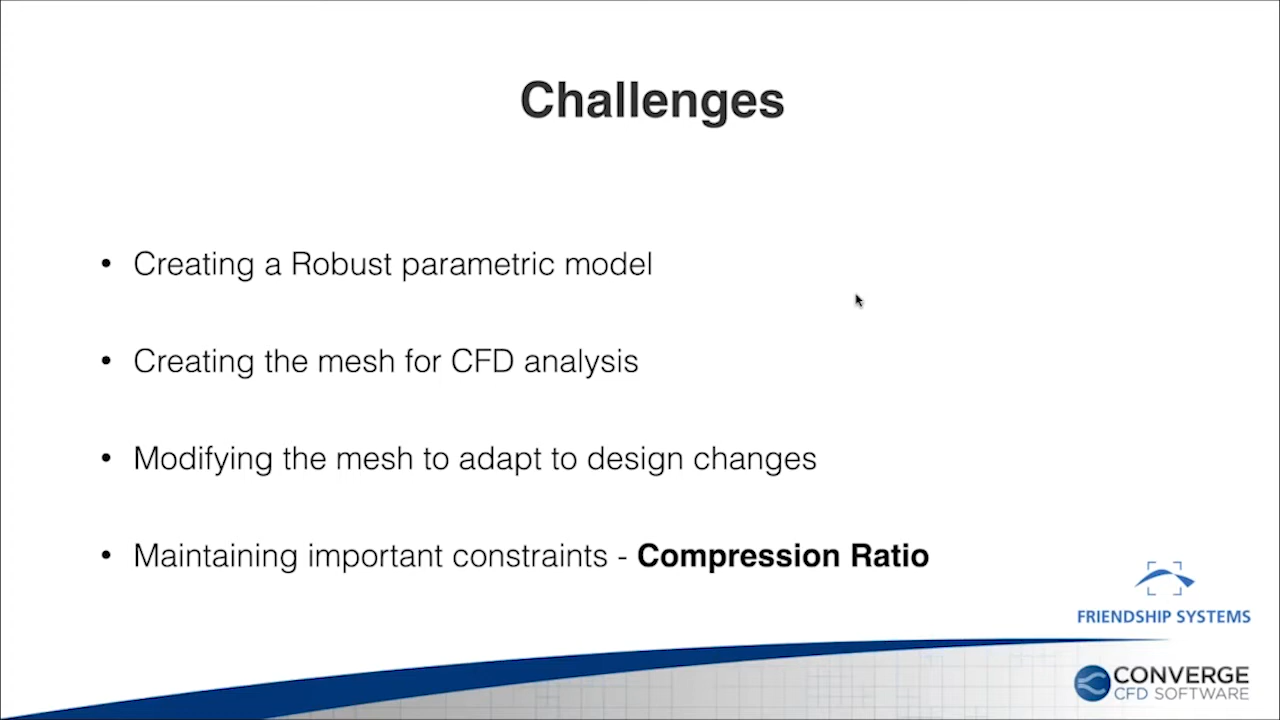 Challenges
• Creating a Robust parametric model
• Creating the mesh for CFD analysis
• Modifying the mesh to adapt to design changes
• Maintaining important constraints - Compression Ratio
FRIENDSHIP SYSTEMS
CONVERGE
CFD SOFTWARE